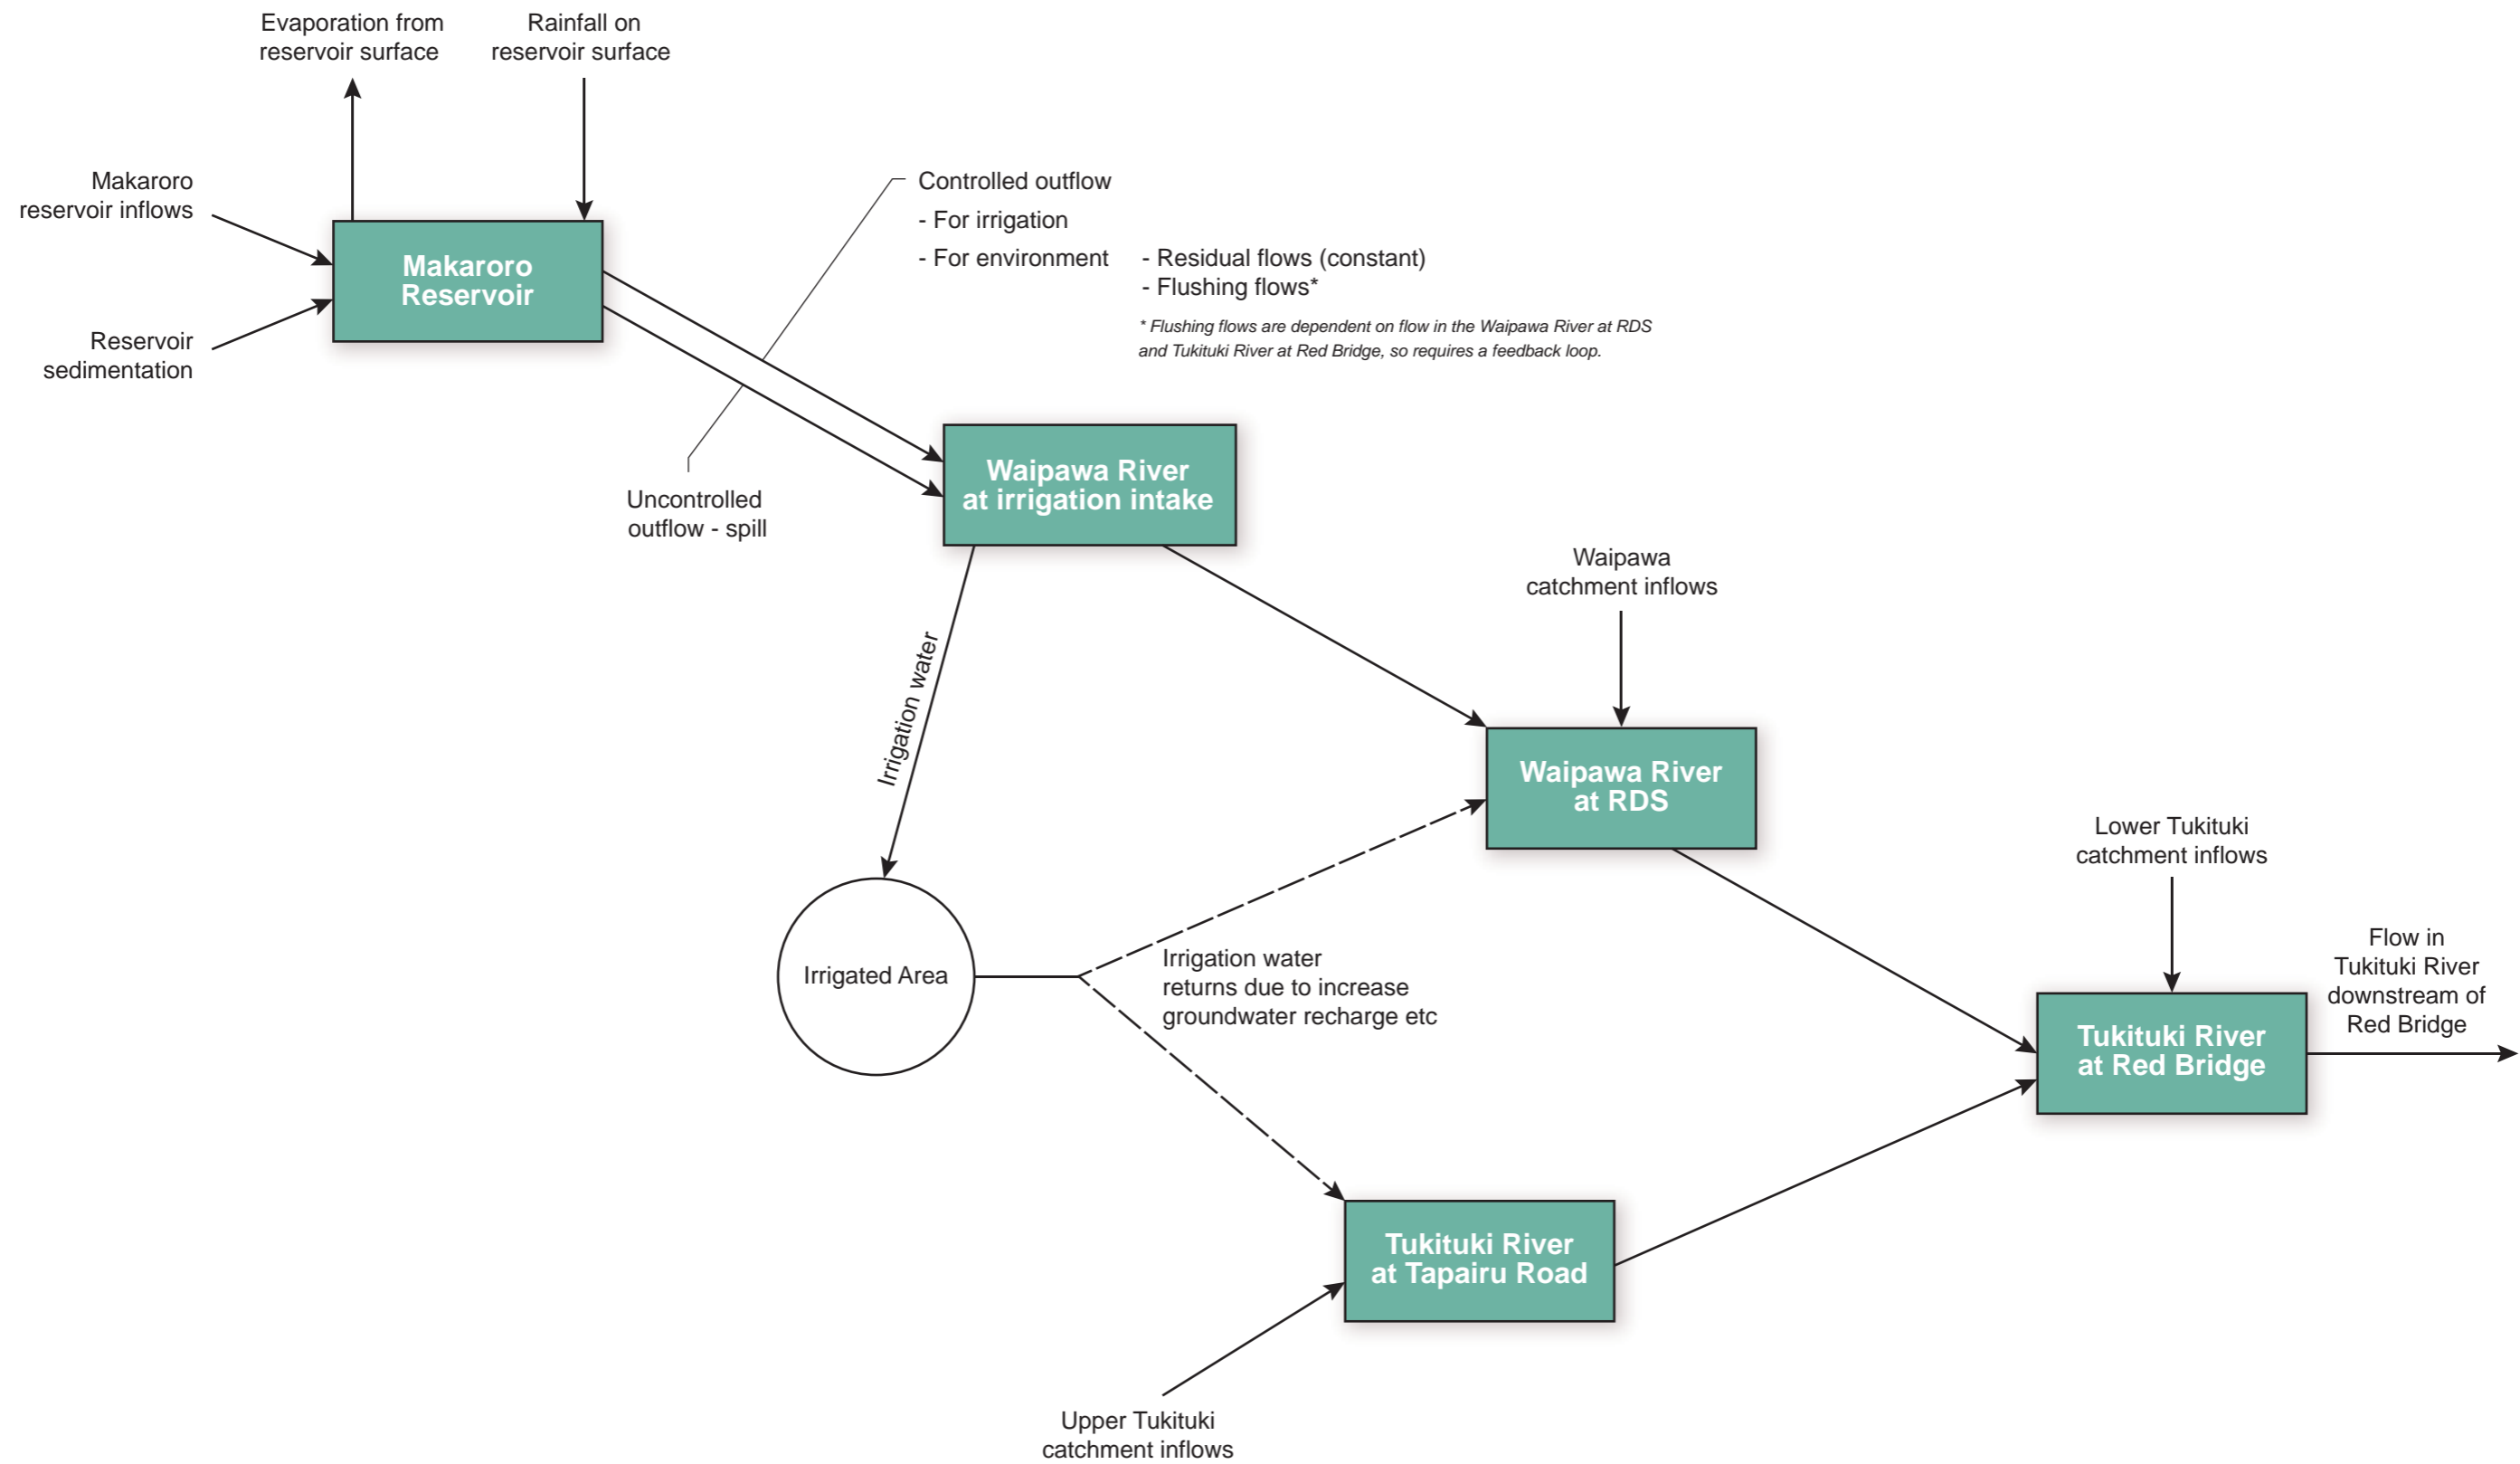 Evaporation from
reservoir surface
Rainfall on
reservoir surface
Makaroro
reservoir inflows
Reservoir
sedimentation
Makaroro
Reservoir
Controlled outflow
- For irrigation
- For environment
- Residual flows (constant)
- Flushing flows*
* Flushing flows are dependent on flow in the Waipawa River at RDS
and Tukituki River at Red Bridge, so requires a feedback loop.
Uncontrolled
outflow - spill
Waipawa River
at irrigation intake
Irrigation water
Waipawa
catchment inflows
Waipawa River
at RDS
Irrigated Area
Irrigation water
returns due to increase
groundwater recharge etc
Lower Tukituki
catchment inflows
Flow in
Tukituki River
downstream of
Red Bridge
Tukituki River
at Red Bridge
Tukituki River
at Tapairu Road
Upper Tukituki
catchment inflows